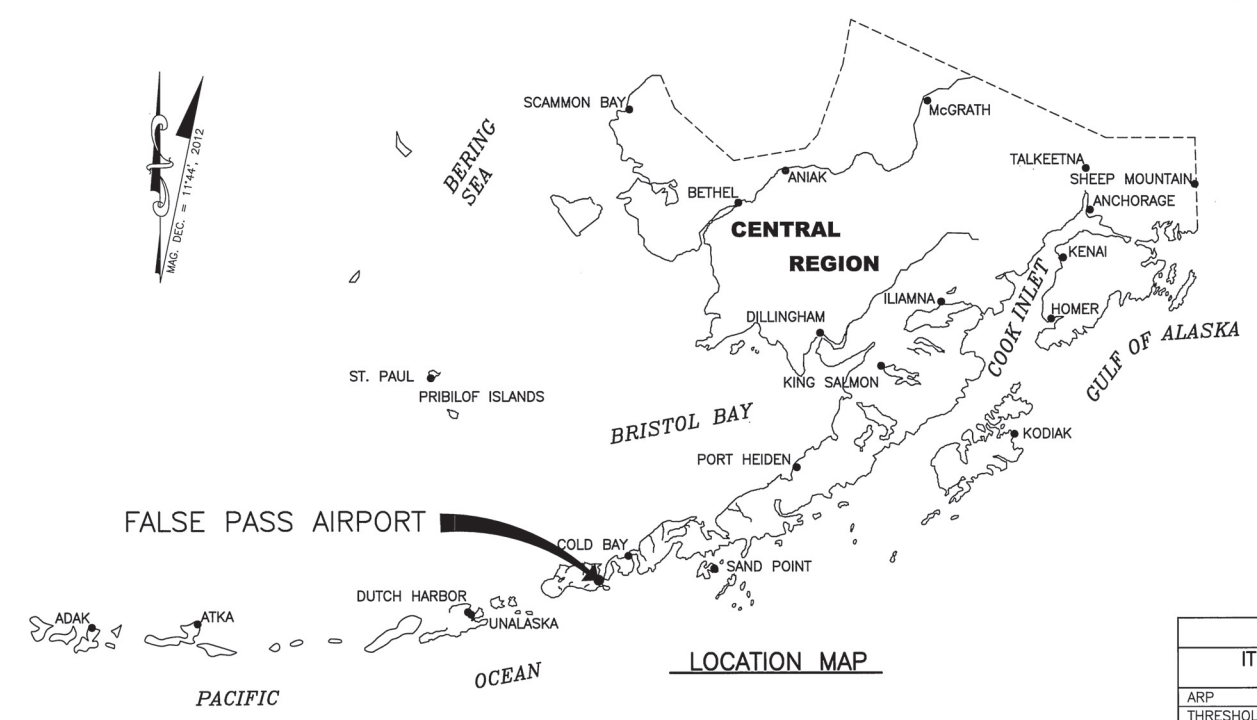 SCAMMON BAY
McGRATH
MAG. DEC. = 11°44', 2012
BERING
SEA
TALKEETNA
SHEEP MOUNTAIN
ANIAK
BETHEL
ANCHORAGE
CENTRAL
REGION
KENAI
ILIAMNA
COOK INLET
HOMER
DILLINGHAM
GULF OF ALASKA
ST. PAUL
KING SALMON
PRIBILOF ISLANDS
BRISTOL BAY
KODIAK
PORT HEIDEN
FALSE PASS AIRPORT
COLD BAY
SAND POINT
DUTCH HARBOR
ADAK
ATKA
UNALASKA
LOCATION MAP
OCEAN
PACIFIC
IT
ARP
THRESHOL